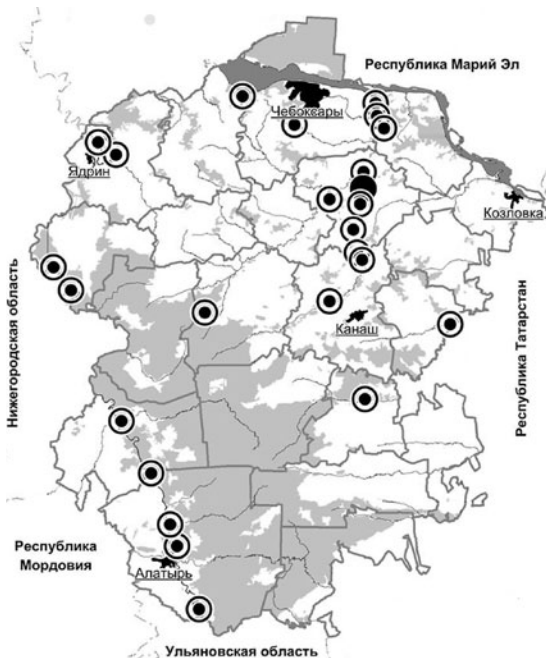 Республика Марий Эл
Чебоксары
Ядрин
Козловка
Нижегородская область
Республика Татарстан
Канаш
Республика
Мордовия
Алатырь
Ульяновская область